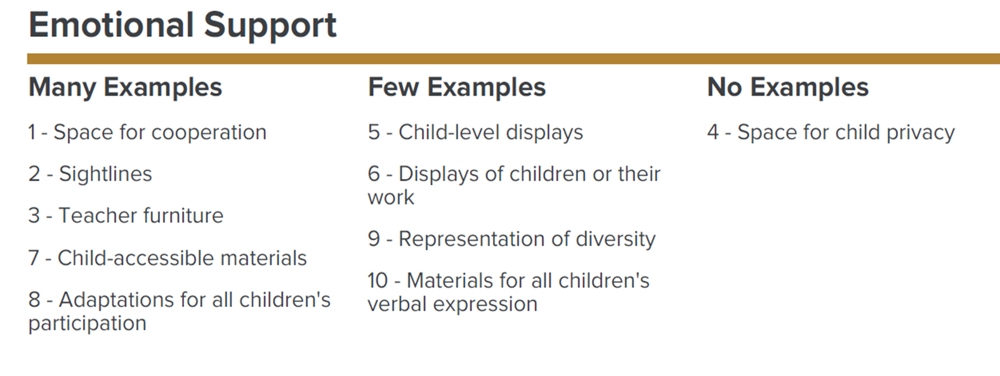 Emotional Support
Many Examples
1 - Space for cooperation
2 - Sightlines
3 - Teacher furniture
7 - Child-accessible materials
8 - Adaptations for all children's
participation
Few Examples
5 - Child-level displays
6 - Displays of children or their
work
9 - Representation of diversity
10 - Materials for all children's
verbal expression
No Examples
4 - Space for child privacy